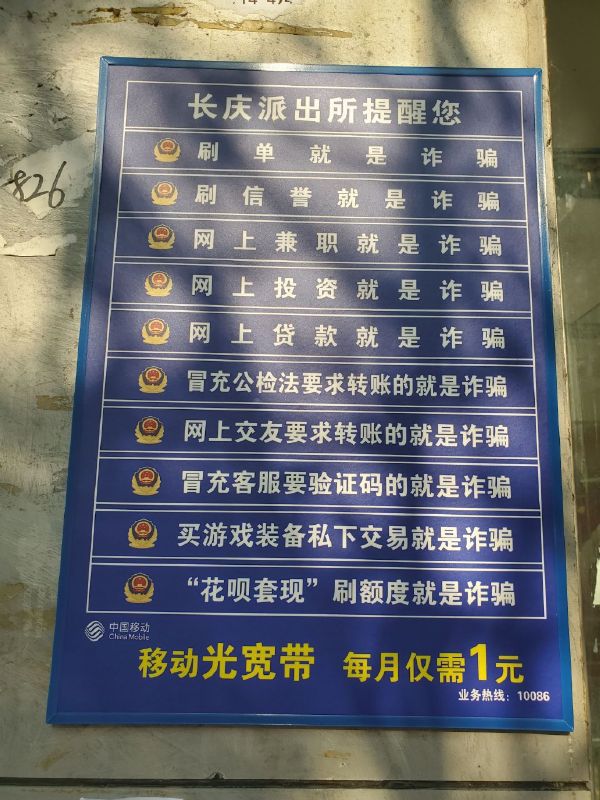 长庆派出所提醒您
刷单就是诈骗
刷信誉就是诈骗
网上兼职就是诈骗
网上投资就是诈骗
网上贷款就是诈骗
冒充公检法要求转账的就是诈骗
网上交友要求转账的就是诈骗
冒充客服要验证码的就是诈骗
买游戏装备私下交易就是诈骗
“花呗套现”刷额度就是诈骗
中国移动
China Mobile
移动光宽带 每月仅需1元
业务热线：10086
826